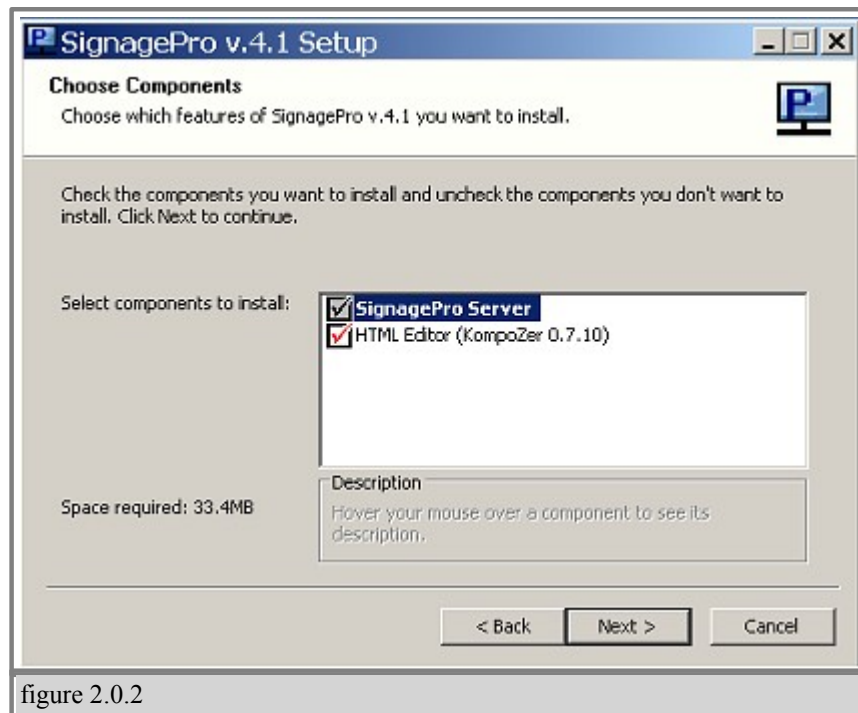 SignagePro v.4.1 Setup
Choose Components
Choose which features of SignagePro v.4.1 you want to install.
P
Check the components you want to install and uncheck the components you don't want to
install. Click Next to continue.
Select components to install:
SignagePro Server
HTML Editor (KompoZer 0.7.10)
Space required: 33.4MB
Description
Hover your mouse over a component to see its
description.
< Back
Next >
Cancel
figure 2.0.2